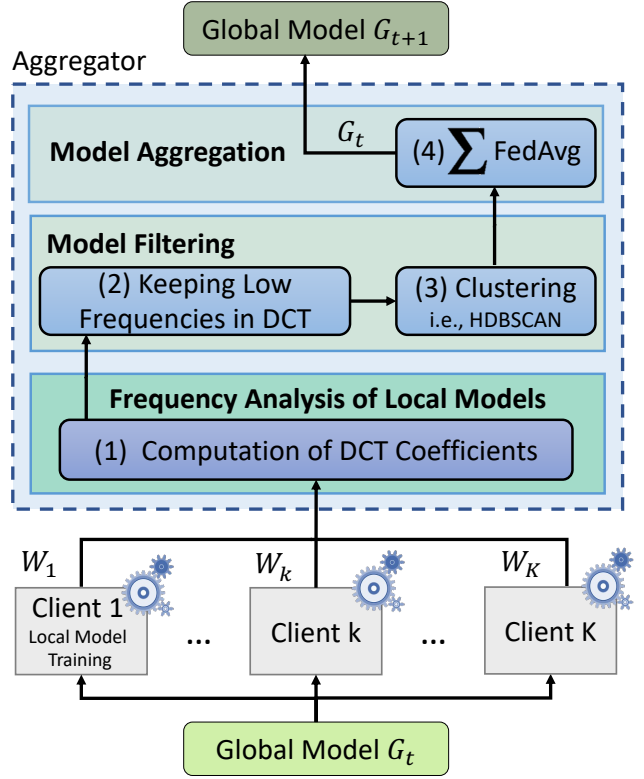 Global Model G_{t+1}
Aggregator
G_t
Model Aggregation
(4) ∑ FedAvg
Model Filtering
(2) Keeping Low
Frequencies in DCT
(3) Clustering
i.e., HDBSCAN
Frequency Analysis of Local Models
(1) Computation of DCT Coefficients
W_1
W_k
W_K
Client 1
Local Model
Training
...
Client k
...
Client K
Global Model G_t